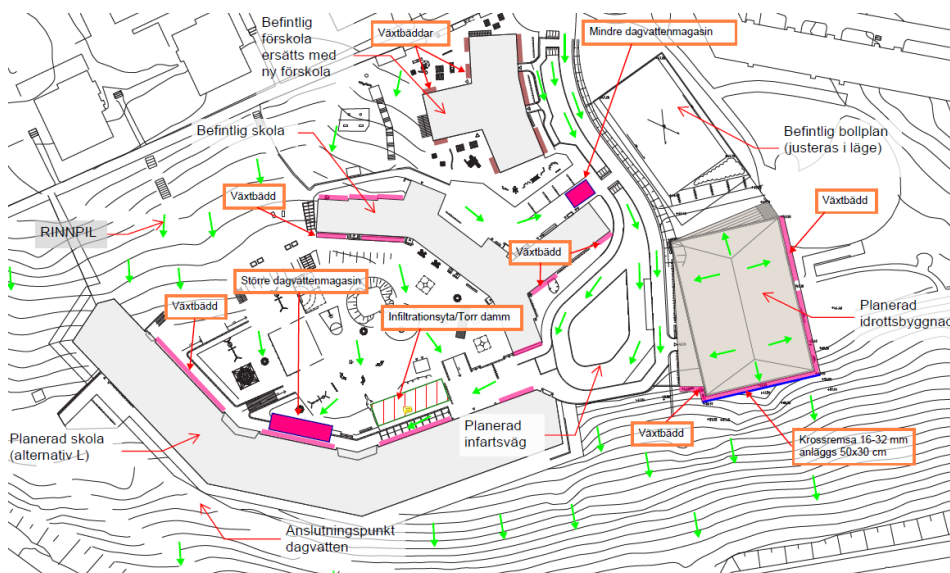 Befintlig
förskola
ersätts med
ny förskola
Växtbäddar
Mindre dagvattenmagasin
Befintlig skola
Befintlig bollplan
(justeras i läge)
Växtbädd
Växtbädd
RINNPIL
Växtbädd
Större dagvattenmagasin
Växtbädd
Infiltrationsyta/Torr damm
Planerad
idrottsbyggnad
Planerad skola
(alternativ L)
Planerad
infartsväg
Växtbädd
Krossremsa 16-32 mm
anläggs 50x30 cm
Anslutningspunkt
dagvatten